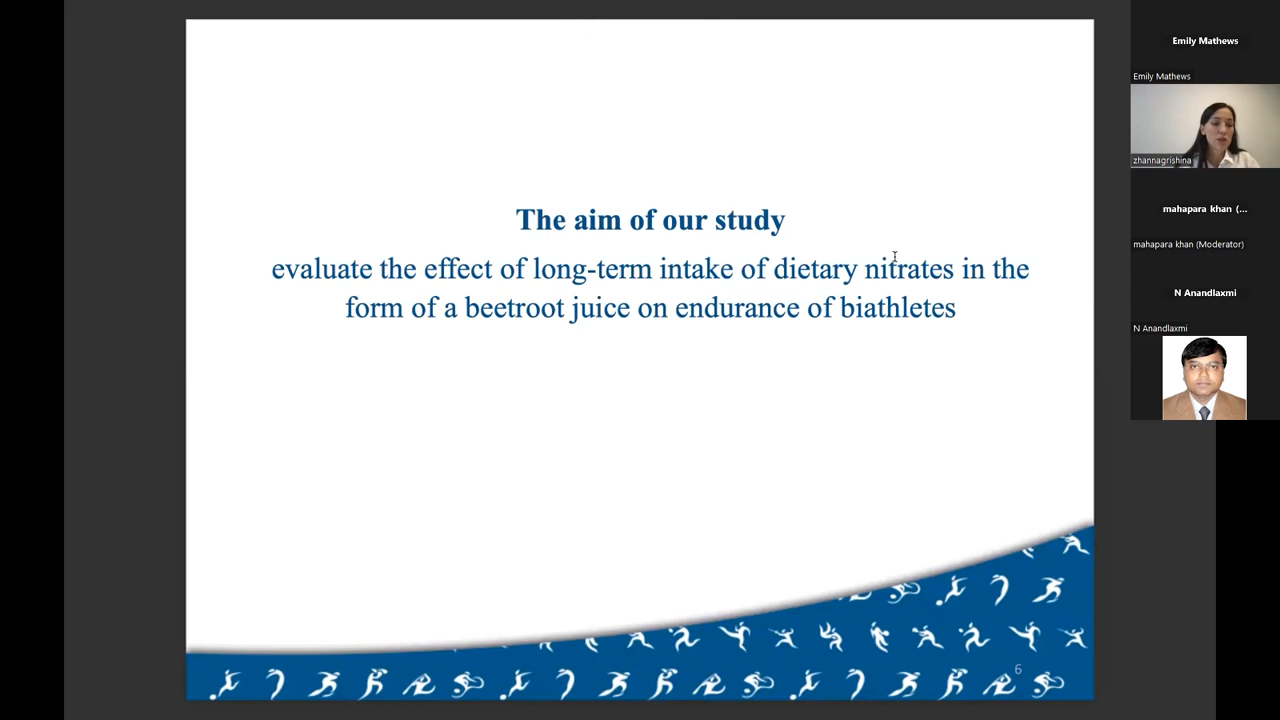 The aim of our study
evaluate the effect of long-term intake of dietary nitrates in the
form of a beetroot juice on endurance of biathletes
6
Emily Mathews
Emily Mathews
zhannagrishina
mahapara khan (...
mahapara khan (Moderator)
N Anandlaxmi
N Anandlaxmi